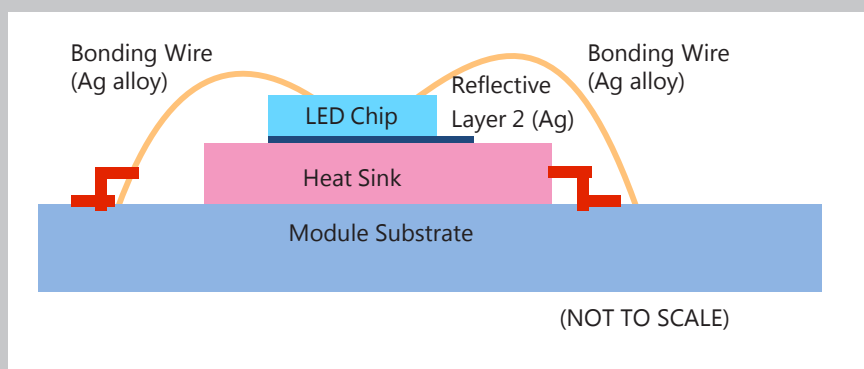 Bonding Wire
(Ag alloy)
Bonding Wire
(Ag alloy)
Reflective
Layer 2 (Ag)
LED Chip
Heat Sink
Module Substrate
(NOT TO SCALE)